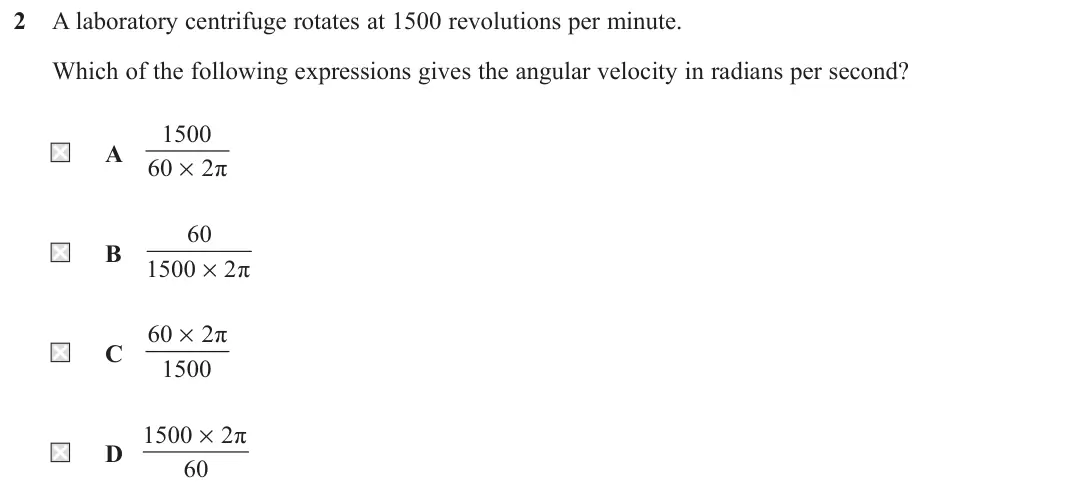 2 A laboratory centrifuge rotates at 1500 revolutions per minute.
Which of the following expressions gives the angular velocity in radians per second?
A 1500
60 × 2π
B 60
1500 × 2π
C 60 × 2π
1500
D 1500 × 2π
60